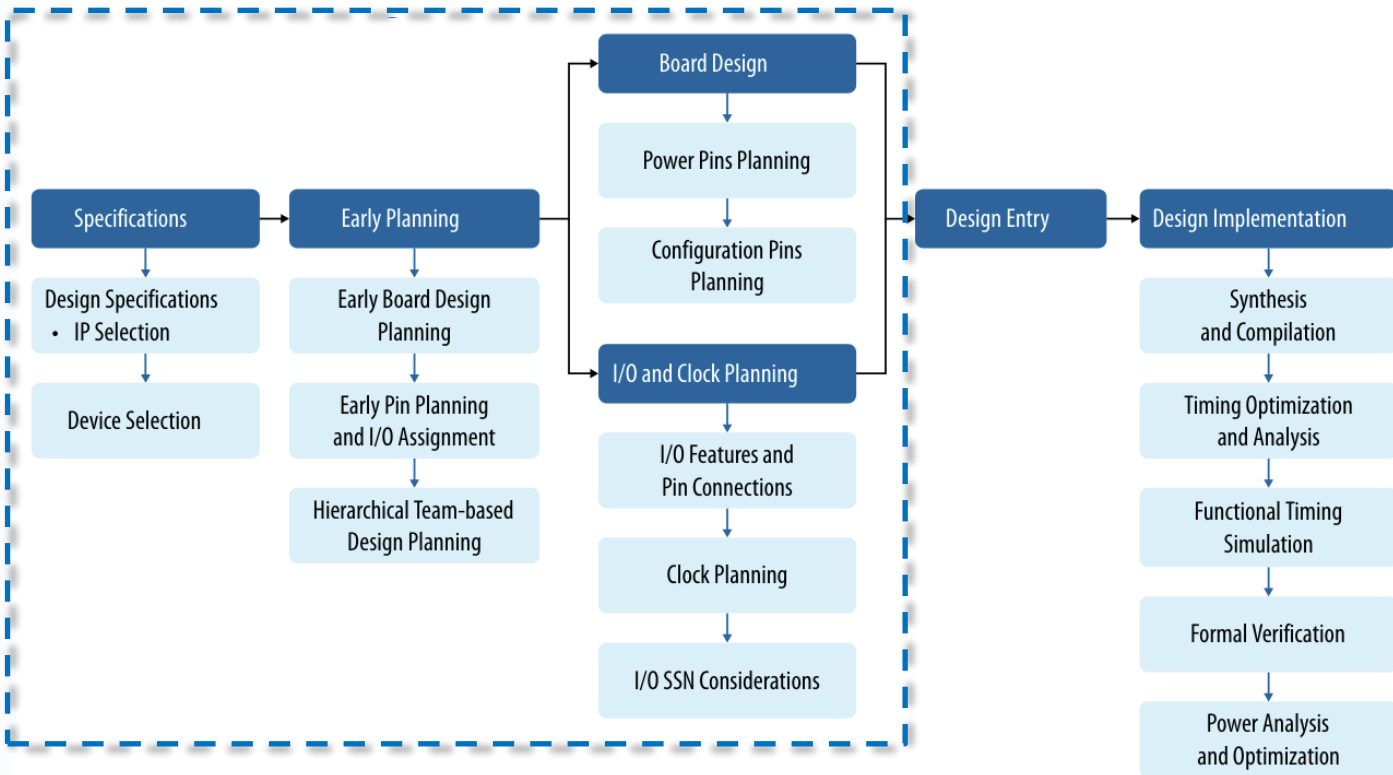 Specifications
Design Specifications
• IP Selection
Device Selection
Early Planning
Early Board Design
Planning
Early Pin Planning
and I/O Assignment
Hierarchical Team-based
Design Planning
Board Design
Power Pins Planning
Configuration Pins
Planning
I/O and Clock Planning
I/O Features and
Pin Connections
Clock Planning
I/O SSN Considerations
Design Entry
Design Implementation
Synthesis
and Compilation
Timing Optimization
and Analysis
Functional Timing
Simulation
Formal Verification
Power Analysis
and Optimization